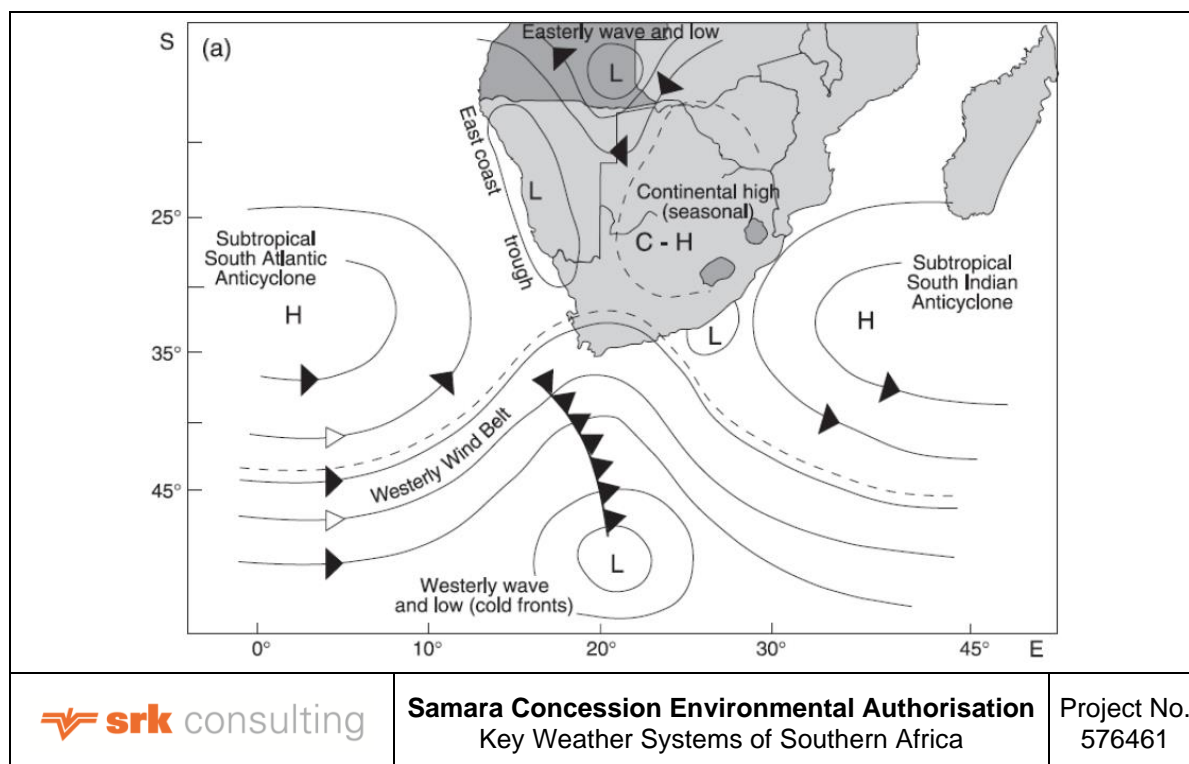 S
(a)
Easterly wave and low
L
East coast
trough
L
Continental high
(seasonal)
C - H
25°
Subtropical
South Atlantic
Anticyclone
H
Subtropical
South Indian
Anticyclone
H
L
35°
Westerly Wind Belt
45°
L
Westerly wave
and low (cold fronts)
0°
10°
20°
30°
45°
E
srk consulting
Samara Concession Environmental Authorisation
Key Weather Systems of Southern Africa
Project No.
576461